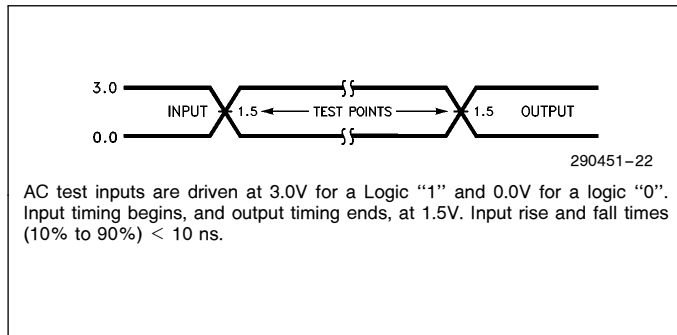 3.0
INPUT 1.5 TEST POINTS 1.5 OUTPUT
0.0
290451–22
AC test inputs are driven at 3.0V for a Logic ‘‘1’’ and 0.0V for a logic ‘‘0’’.
Input timing begins, and output timing ends, at 1.5V. Input rise and fall times
(10% to 90%) < 10 ns.